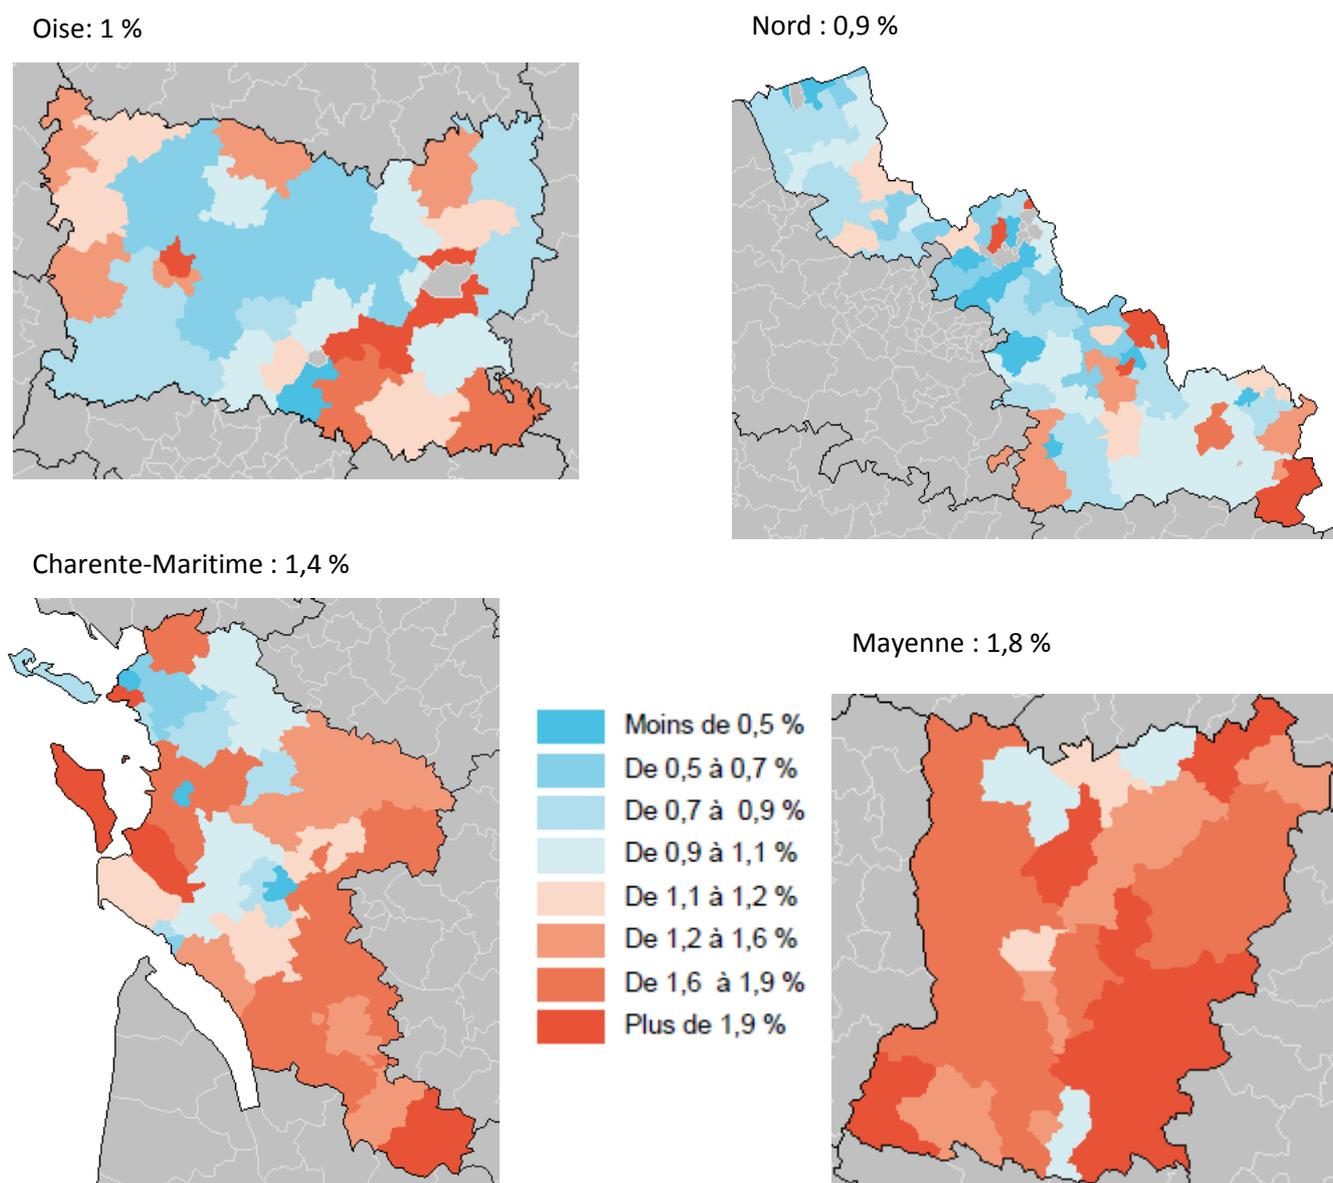 Oise: 1 %
Nord : 0,9 %
Charente-Maritime : 1,4 %
Mayenne : 1,8 %
Moins de 0,5 %
De 0,5 à 0,7 %
De 0,7 à 0,9 %
De 0,9 à 1,1 %
De 1,1 à 1,2 %
De 1,2 à 1,6 %
De 1,6 à 1,9 %
Plus de 1,9 %